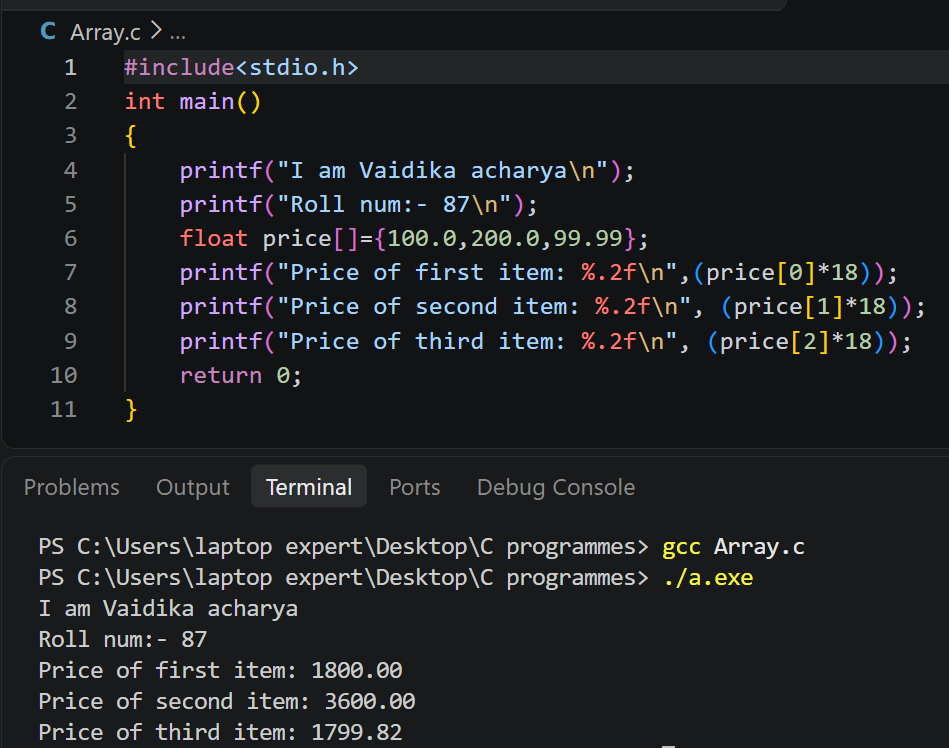 C Array.c > ...
1 #include<stdio.h>
2 int main()
3 {
4     printf("I am Vaidika acharya\n");
5     printf("Roll num:- 87\n");
6     float price[]={100.0,200.0,99.99};
7     printf("Price of first item: %.2f\n",(price[0]*18));
8     printf("Price of second item: %.2f\n", (price[1]*18));
9     printf("Price of third item: %.2f\n", (price[2]*18));
10     return 0;
11 }
Problems Output Terminal Ports Debug Console
PS C:\Users\laptop expert\Desktop\C programmes> gcc Array.c
PS C:\Users\laptop expert\Desktop\C programmes> ./a.exe
I am Vaidika acharya
Roll num:- 87
Price of first item: 1800.00
Price of second item: 3600.00
Price of third item: 1799.82